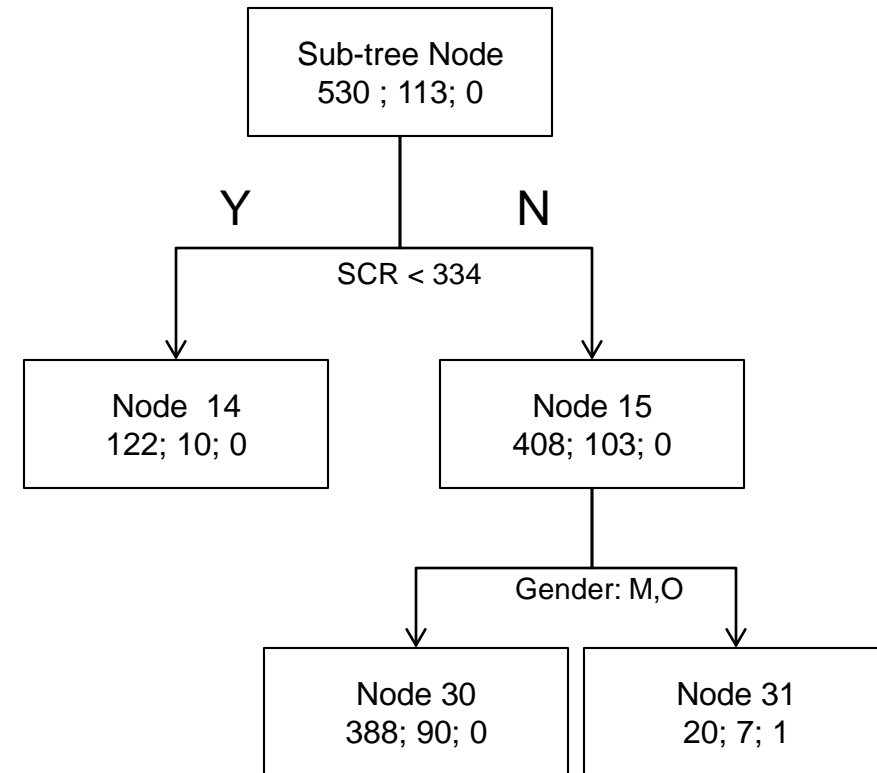 Sub-tree Node
530 ; 113; 0
Y
N
SCR < 334
Node 14
122; 10; 0
Node 15
408; 103; 0
Gender: M,O
Node 30
388; 90; 0
Node 31
20; 7; 1